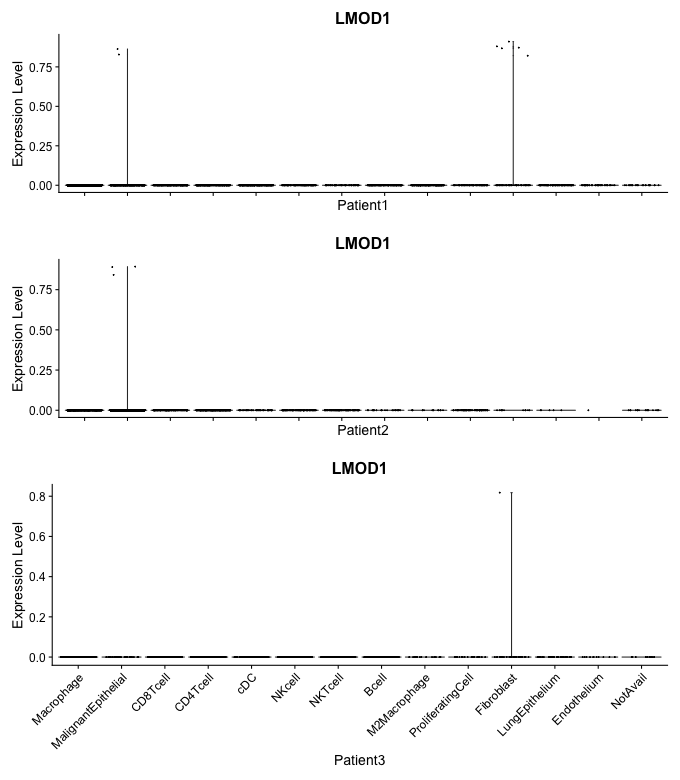 LMOD1
Expression Level
0.75
0.50
0.25
0.00
Patient1
LMOD1
Expression Level
0.75
0.50
0.25
0.00
Patient2
LMOD1
Expression Level
0.8
0.6
0.4
0.2
0.0
Macrophage
MalignantEpithelial
CD8Tcell
CD4Tcell
cDC
NKcell
NKTcell
Bcell
M2Macrophage
ProliferatingCell
Fibroblast
LungEpithelium
Endothelium
NotAvail
Patient3